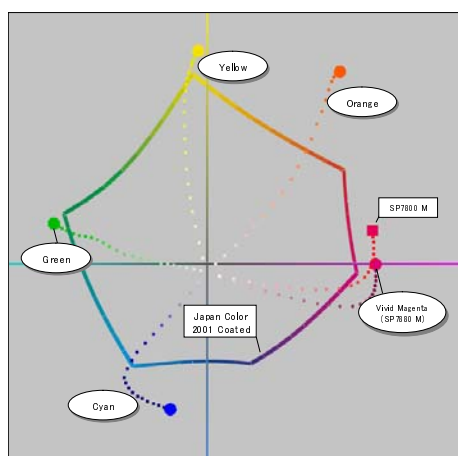 Yellow
Orange
SP7800 M
Green
Vivid Magenta
(SP7880 M)
Japan Color
2001 Coated
Cyan